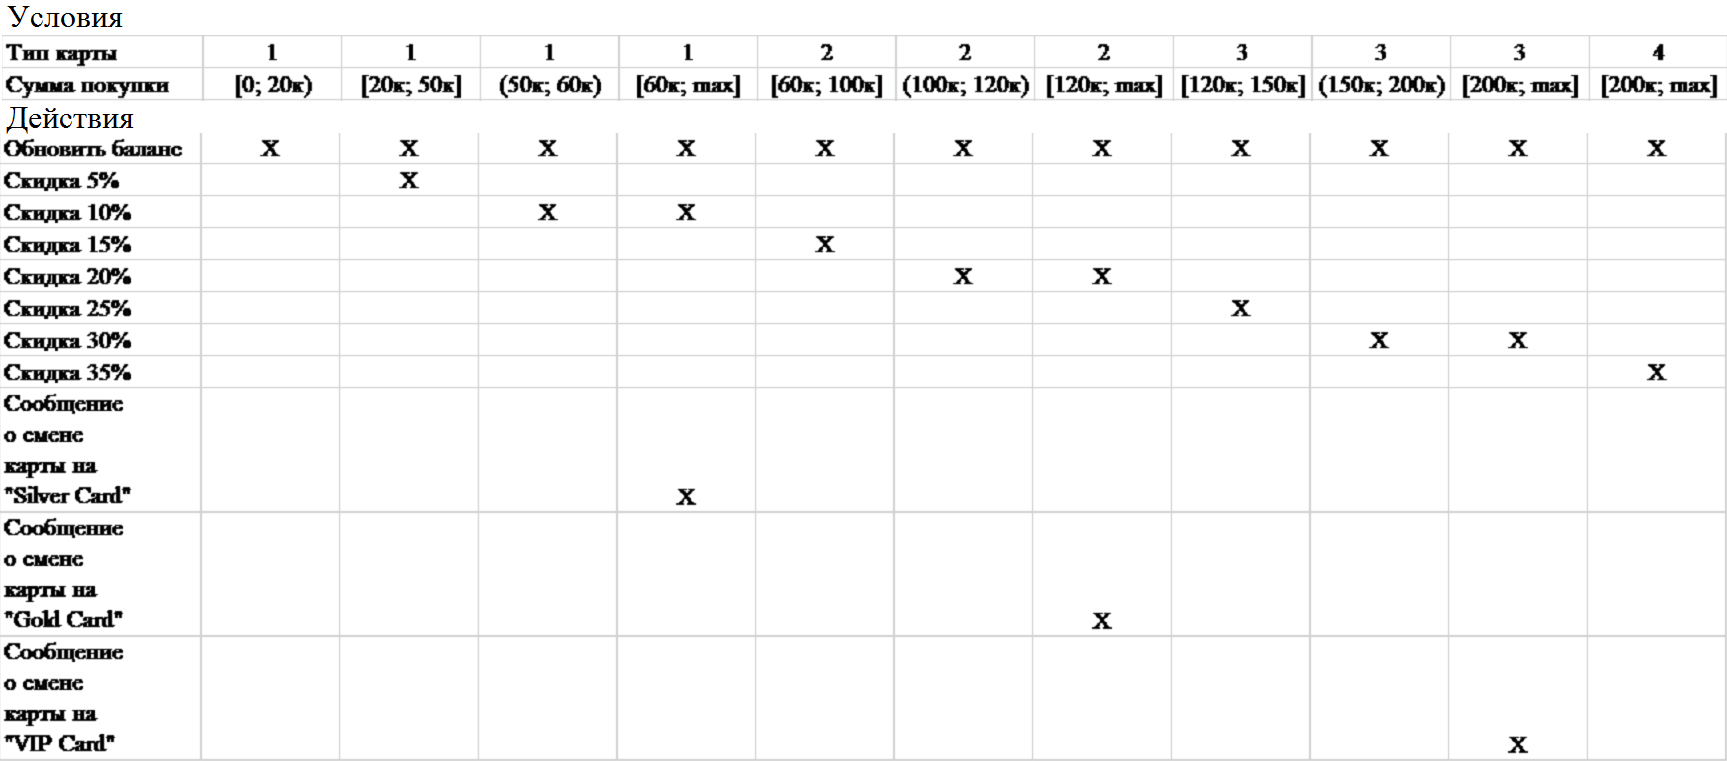 Условия
Тип карты 1 1 1 1 2 2 2 3 3 3 4
Сумма покупки [0; 20к) [20к; 50к] (50к; 60к) [60к; max] [60к; 100к] (100к; 120к) [120к; max] [120к; 150к] (150к; 200к) [200к; max] [200к; max]
Действия
Обновить баланс X X X X X X X X X X X
Скидка 5% X
Скидка 10% X X
Скидка 15% X
Скидка 20% X X
Скидка 25% X
Скидка 30% X X
Скидка 35% X
Сообщение
о смене
карты на
"Silver Card" X
Сообщение
о смене
карты на
"Gold Card" X
Сообщение
о смене
карты на
"VIP Card" X